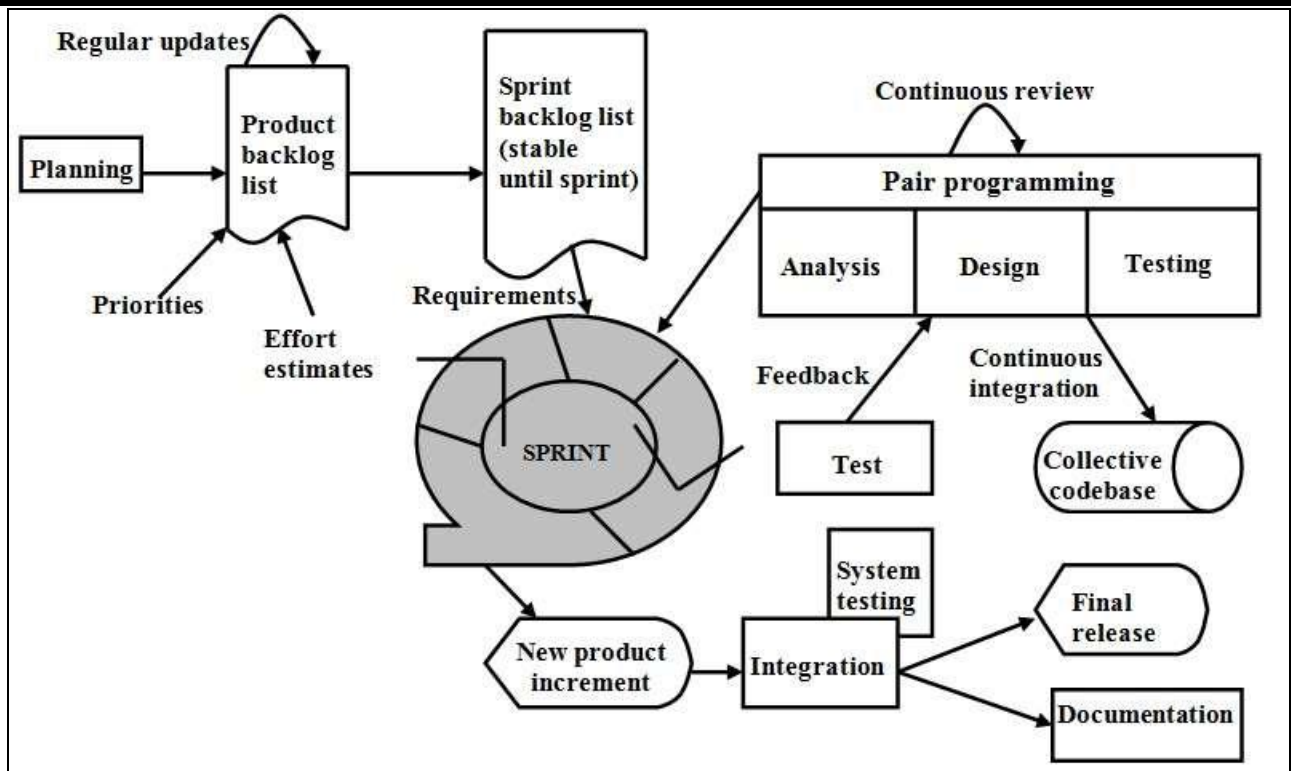 Regular updates
Planning
Product
backlog
list
Priorities
Effort
estimates
Sprint
backlog list
(stable
until sprint)
Requirements
SPRINT
Continuous review
Pair programming
Analysis
Design
Testing
Feedback
Continuous
integration
Test
Collective
codebase
New product
increment
System
testing
Integration
Final
release
Documentation